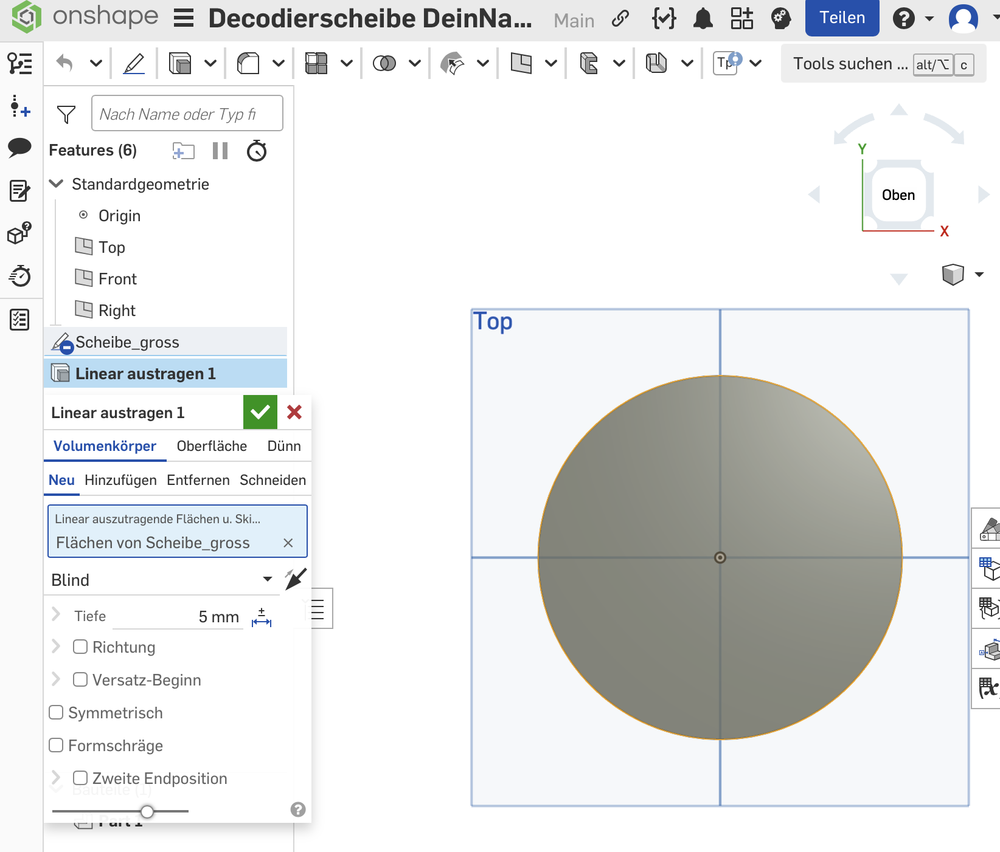 onshape
Decodierscheibe DeinNa...
Main
Teilen
Tools suchen ... alt/⌥ c
Nach Name oder Typ fi
Features (6)
Standardgeometrie
Origin
Top
Front
Right
Scheibe_gross
Linear austragen 1
Linear austragen 1
Volumenkörper Oberfläche Dünn
Neu Hinzufügen Entfernen Schneiden
Linear auszutragende Flächen u. Ski...
Flächen von Scheibe_gross
Blind
Tiefe 5 mm
Richtung
Versatz-Beginn
Symmetrisch
Formschräge
Zweite Endposition
Bauteile (1)
Part 1
Y
Oben
X
Top